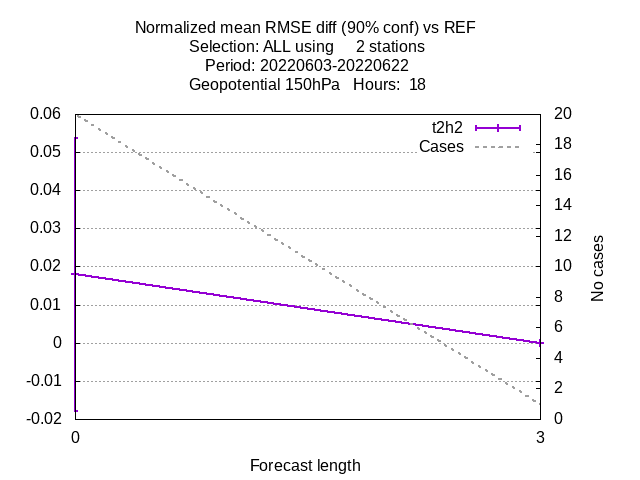 Normalized mean RMSE diff (90% conf) vs REF
Selection: ALL using     2 stations
Period: 20220603-20220622
Geopotential 150hPa   Hours:  18
t2h2
Cases
0.06
0.05
0.04
0.03
0.02
0.01
0
-0.01
-0.02
20
18
16
14
12
10
8
6
4
2
0
No cases
0
3
Forecast length